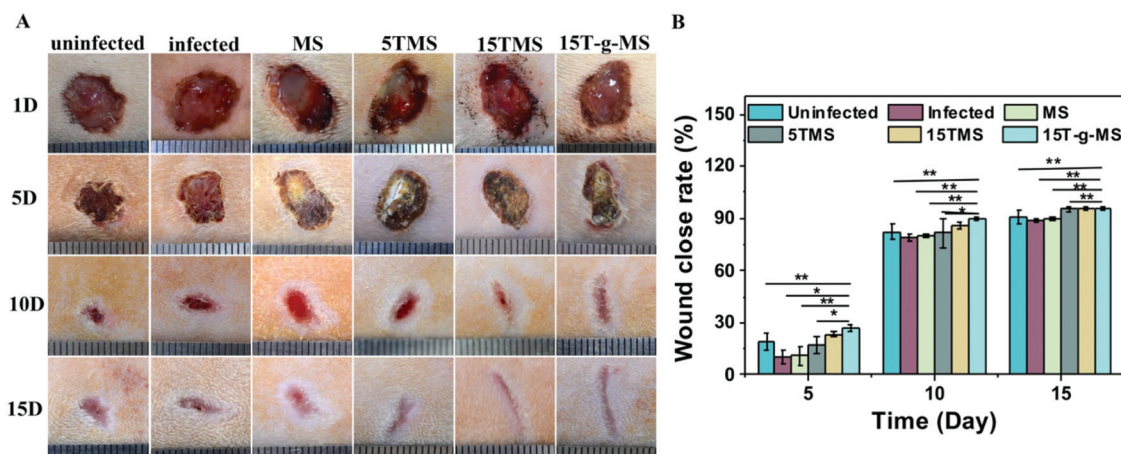 A
uninfected infected MS 5TMS 15TMS 15T-g-MS
1D
5D
10D
15D
B
Uninfected Infected MS
5TMS 15TMS 15T-g-MS
Wound close rate (%)
150
120
90
60
30
0
** * ** *
** ** ** *
** ** ** **
5 10 15
Time (Day)